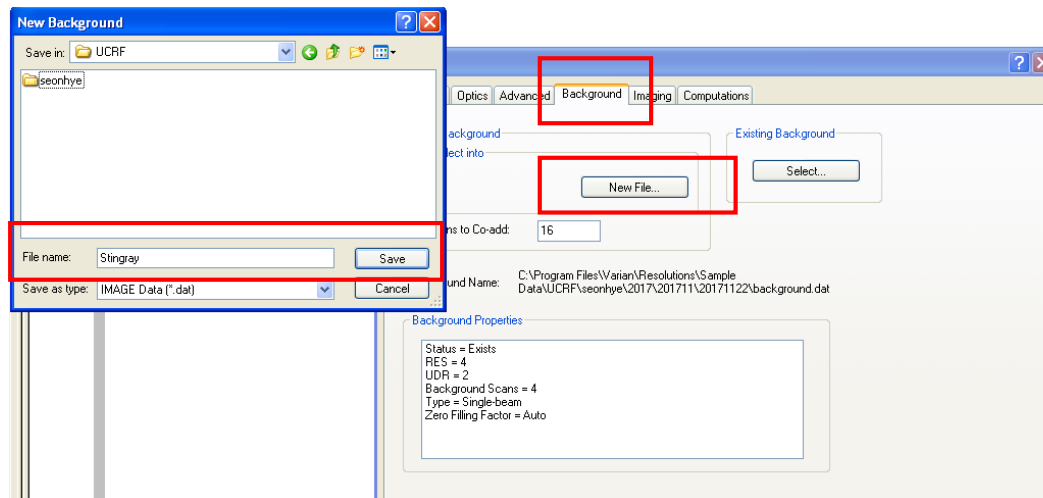 New Background
Save in: UCRF
seonhye
File name: Stingray Save
Save as type: IMAGE Data (*.dat) Cancel
Optics Advanced Background Imaging Computations
ackground
lect into
New File...
Existing Background
Select...
ns to Co-add: 16
und Name: C:\Program Files\Varian\Resolutions\Sample
Data\UCRF\seonhye\2017\201711\20171122\background.dat
Background Properties
Status = Exists
RES = 4
UDR = 2
Background Scans = 4
Type = Single-beam
Zero Filling Factor = Auto